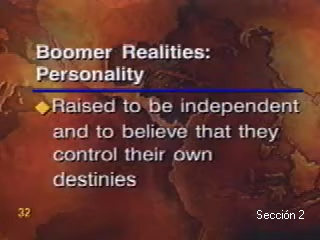 Boomer Realities:
Personality
Raised to be independent
and to believe that they
control their own
destinies
32
Sección 2